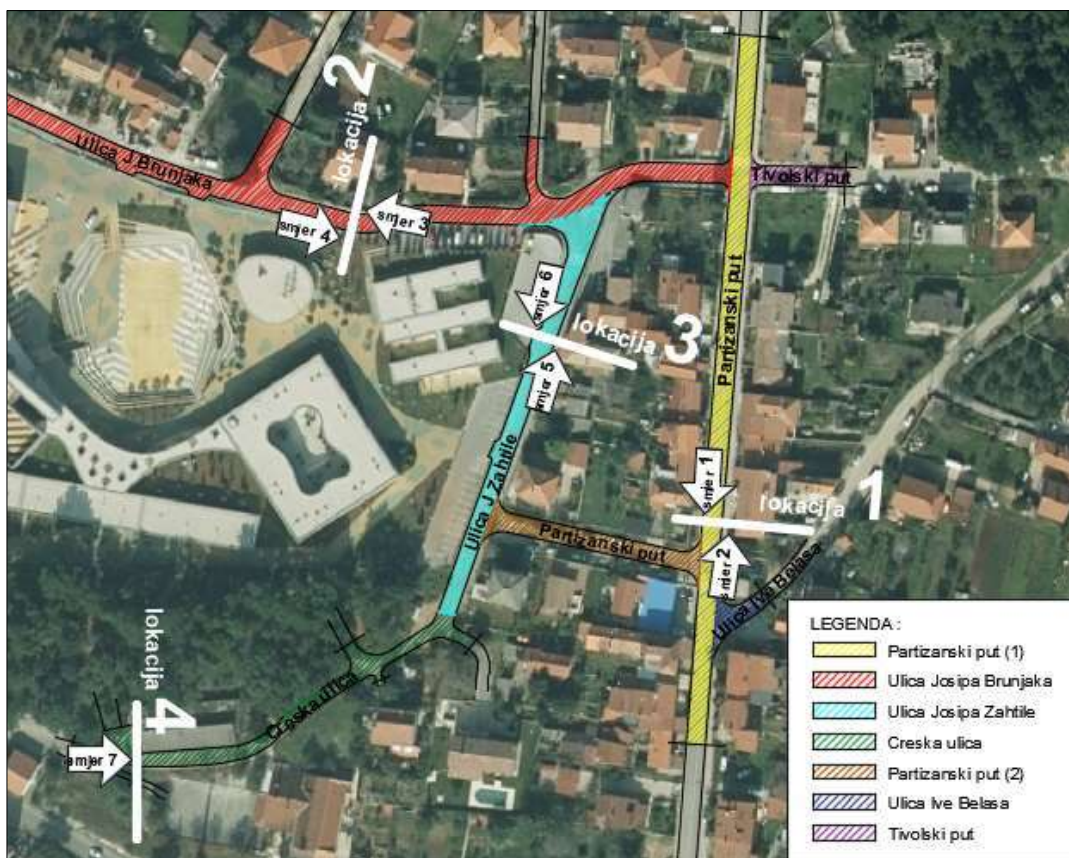 lokacija 2
Ulica J Brunjaka
smjer 4
smjer 3
Tivolski put
smjer 6
lokacija 3
smjer 5
Partizanski put
Ulica J Zahtile
smjer 1
lokacija 1
Partizanski put
smjer 2
Ulica Ive Belasa
lokacija 4
Creska ulica
smjer 7
LEGENDA :
Partizanski put (1)
Ulica Josipa Brunjaka
Ulica Josipa Zahtile
Creska ulica
Partizanski put (2)
Ulica Ive Belasa
Tivolski put